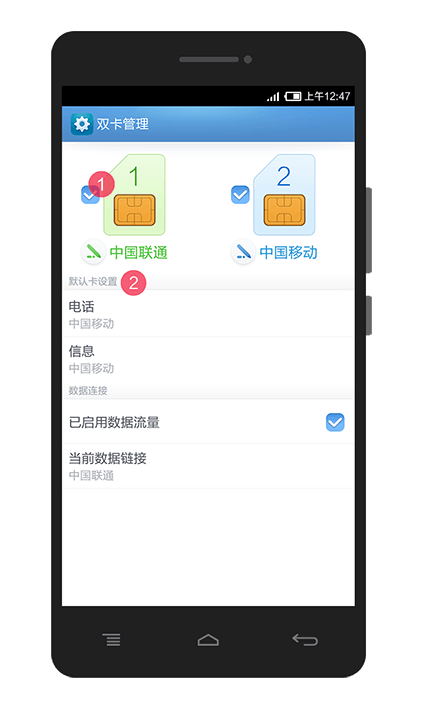 上午12:47
双卡管理
1
1
2
中国联通
中国移动
默认卡设置
2
电话
中国移动
信息
中国移动
数据连接
已启用数据流量
当前数据链接
中国联通